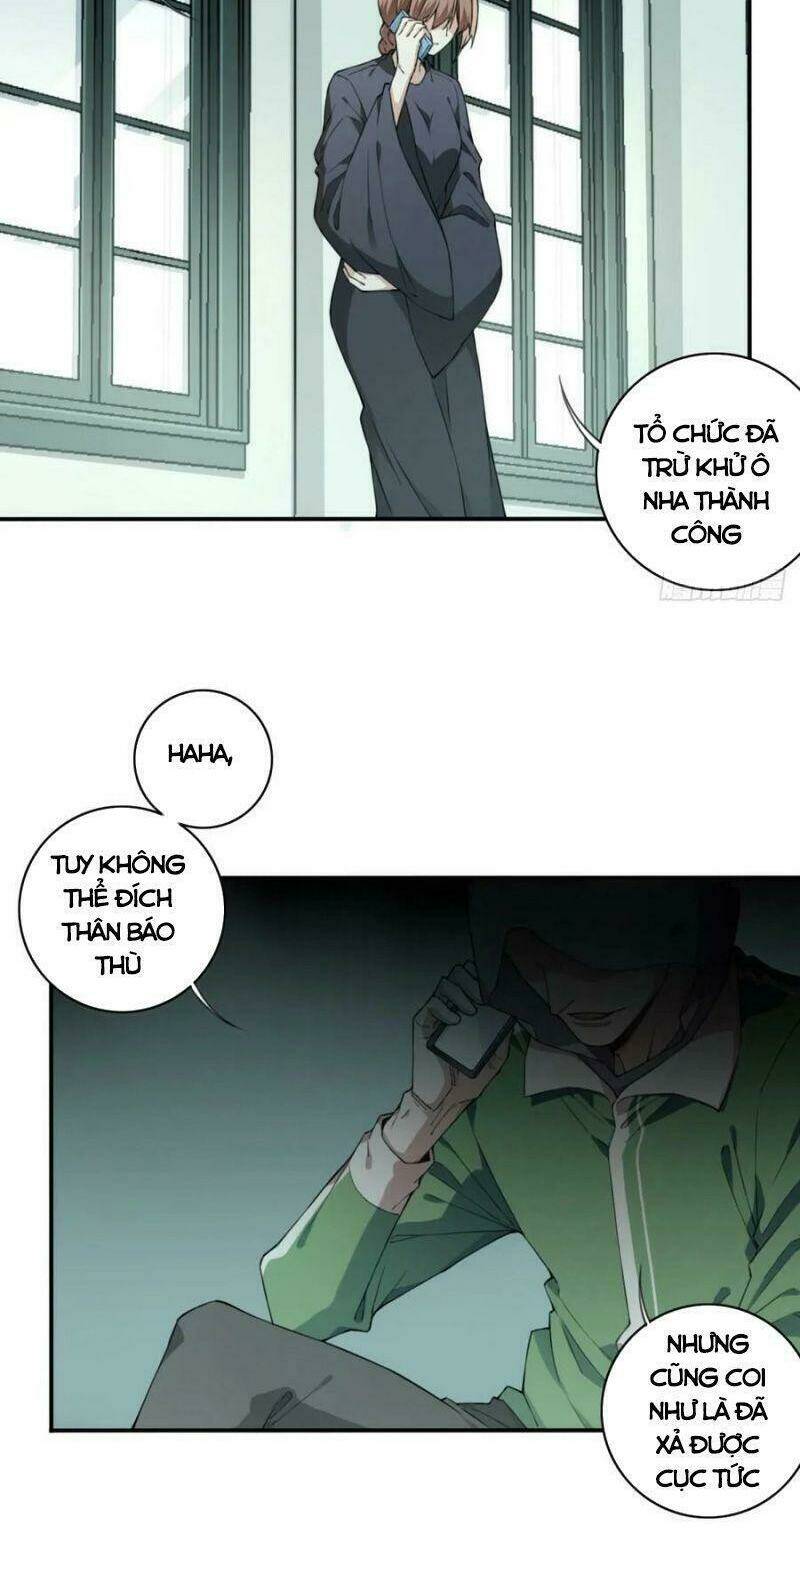 TỔ CHỨC ĐÃ
TRỪ KHỬ Ô
NHA THÀNH
CÔNG
HAHA,
TUY KHÔNG
THỂ ĐÍCH
THÂN BÁO
THÙ
NHƯNG
CŨNG COI
NHƯ LÀ ĐÃ
XẢ ĐƯỢC
CỤC TỨC